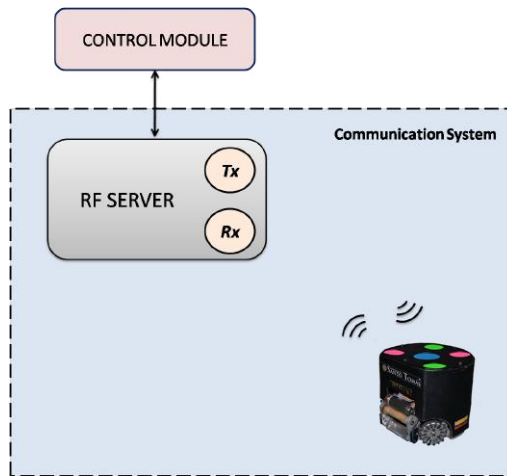 CONTROL MODULE
Communication System
Tx
RF SERVER
Rx